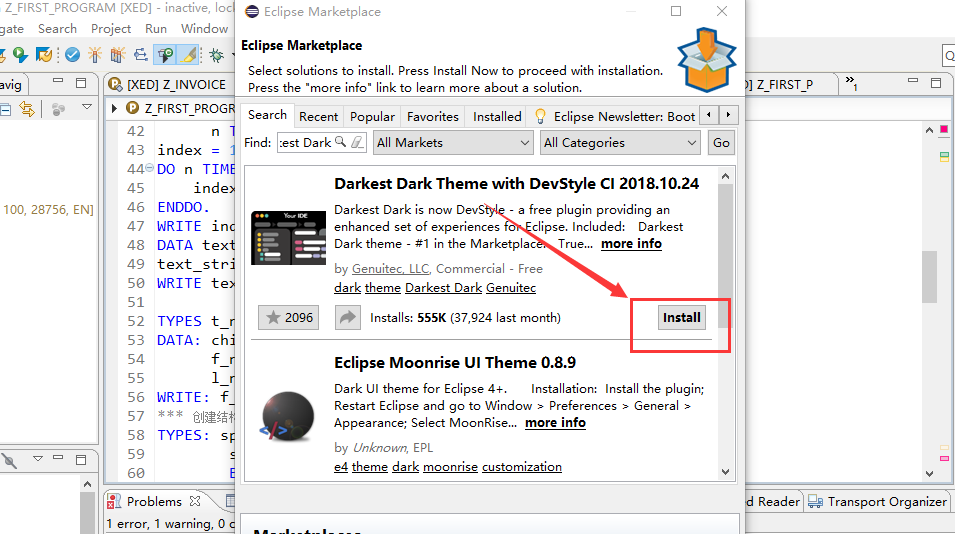 Z_FIRST_PROGRAM [XED] - inactive, loc
Eclipse Marketplace
gate Search Project Run Window
Eclipse Marketplace
Select solutions to install. Press Install Now to proceed with installation.
Press the "more info" link to learn more about a solution.
avig
[XED] Z_INVOICE
D] Z_FIRST_P
»1
Z_FIRST_PROGR
Search Recent Popular Favorites Installed Eclipse Newsletter: Boot
Find: :est Dark All Markets All Categories Go
100, 28756, EN]
42 n T
43 index = 1
44 DO n TIME
45 index
46 ENDDO.
47 WRITE ind
48 DATA text
49 text_stri
50 WRITE tex
51
52 TYPES t_n
53 DATA: chi
54 f_n
55 l_n
56 WRITE: f_
57 *** 创建结构
58 TYPES: sp
59 s
60 B
Darkest Dark Theme with DevStyle CI 2018.10.24
Your IDE
Darkest Dark is now DevStyle - a free plugin providing an
enhanced set of experiences for Eclipse. Included: Darkest
Dark theme - #1 in the Marketplace. True... more info
by Genuitec, LLC, Commercial - Free
dark theme Darkest Dark Genuitec
2096 Installs: 555K (37,924 last month) Install
Eclipse Moonrise UI Theme 0.8.9
Dark UI theme for Eclipse 4+. Installation: Install the plugin;
Restart Eclipse and go to Window > Preferences > General >
Appearance; Select MoonRise... more info
by Unknown, EPL
e4 theme dark moonrise customization
Problems
ed Reader Transport Organizer
1 error, 1 warning, 0 o
Marketplaces